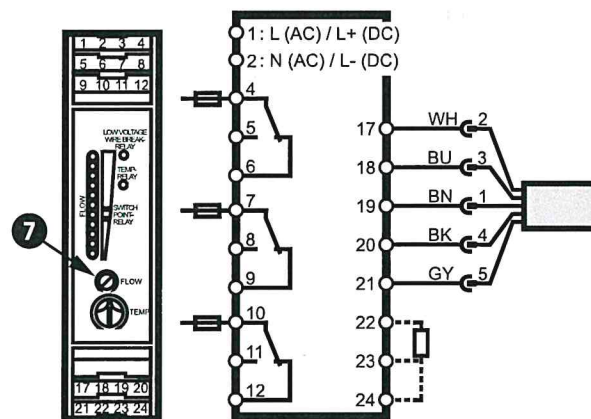 1 2 3 4
5 6 7 8
9 10 11 12
LOW VOLTAGE
WIRE BREAK-
RELAY
TEMP.-
RELAY
FLOW
SWITCH
POINT-
RELAY
7
FLOW
TEMP
17 18 19 20
21 22 23 24
1: L (AC) / L+ (DC)
2: N (AC) / L- (DC)
4
5
6
7
8
9
10
11
12
17 WH 2
18 BU 3
19 BN 1
20 BK 4
21 GY 5
22
23
24